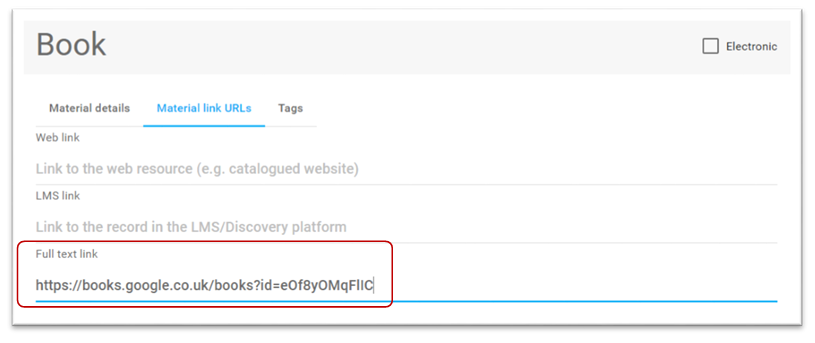 Book
Electronic
Material details Material link URLs Tags
Web link
Link to the web resource (e.g. catalogued website)
LMS link
Link to the record in the LMS/Discovery platform
Full text link
https://books.google.co.uk/books?id=eOf8yOMqFlIC